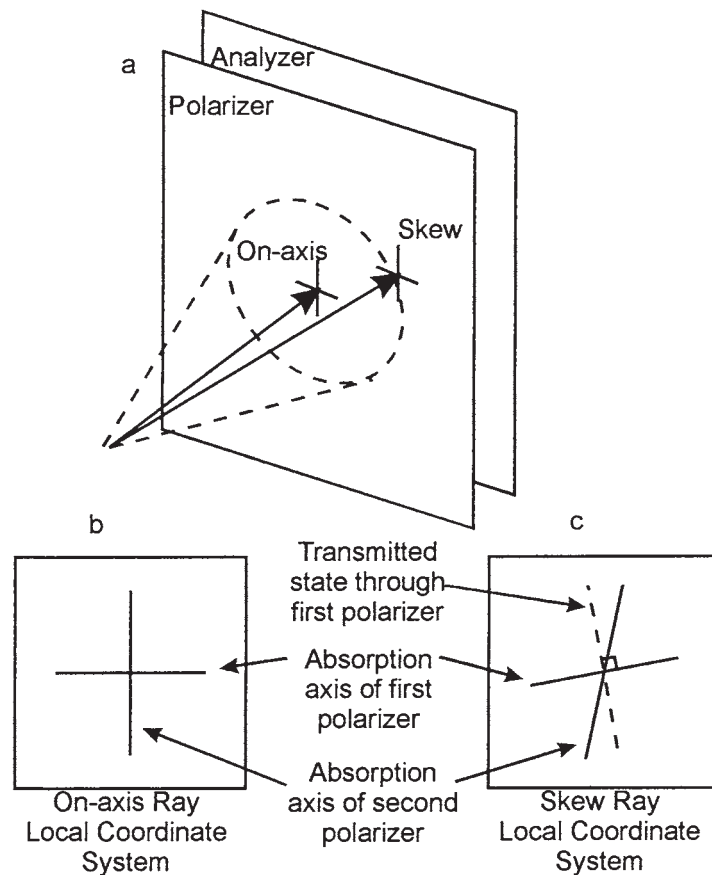 a
Analyzer
Polarizer
Skew
On-axis
b
c
Transmitted
state through
first polarizer
Absorption
axis of first
polarizer
Absorption
axis of second
polarizer
On-axis Ray
Local Coordinate
System
Skew Ray
Local Coordinate
System